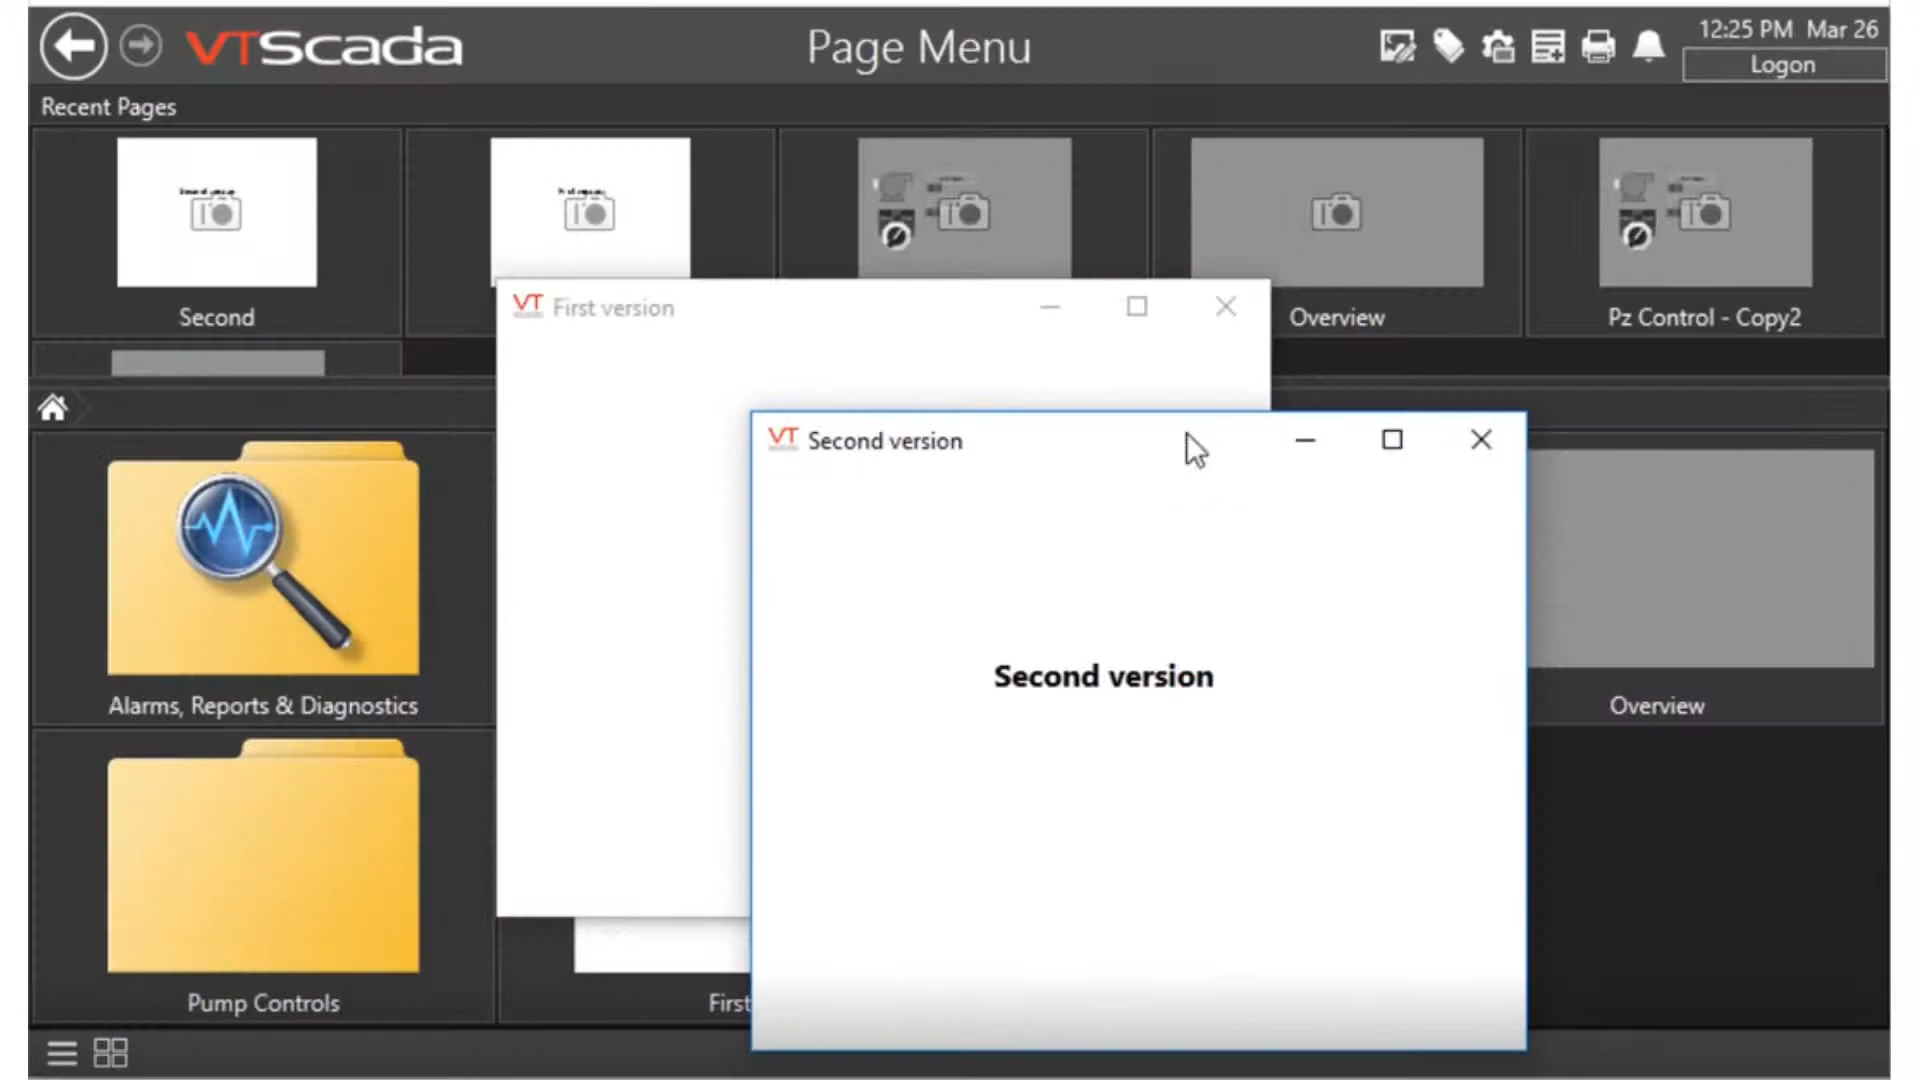 VTScada
Page Menu
12:25 PM Mar 26
Logon
Recent Pages
Second
Overview
Pz Control - Copy2
VT First version
VT Second version
Second version
Alarms, Reports & Diagnostics
Overview
Pump Controls
First